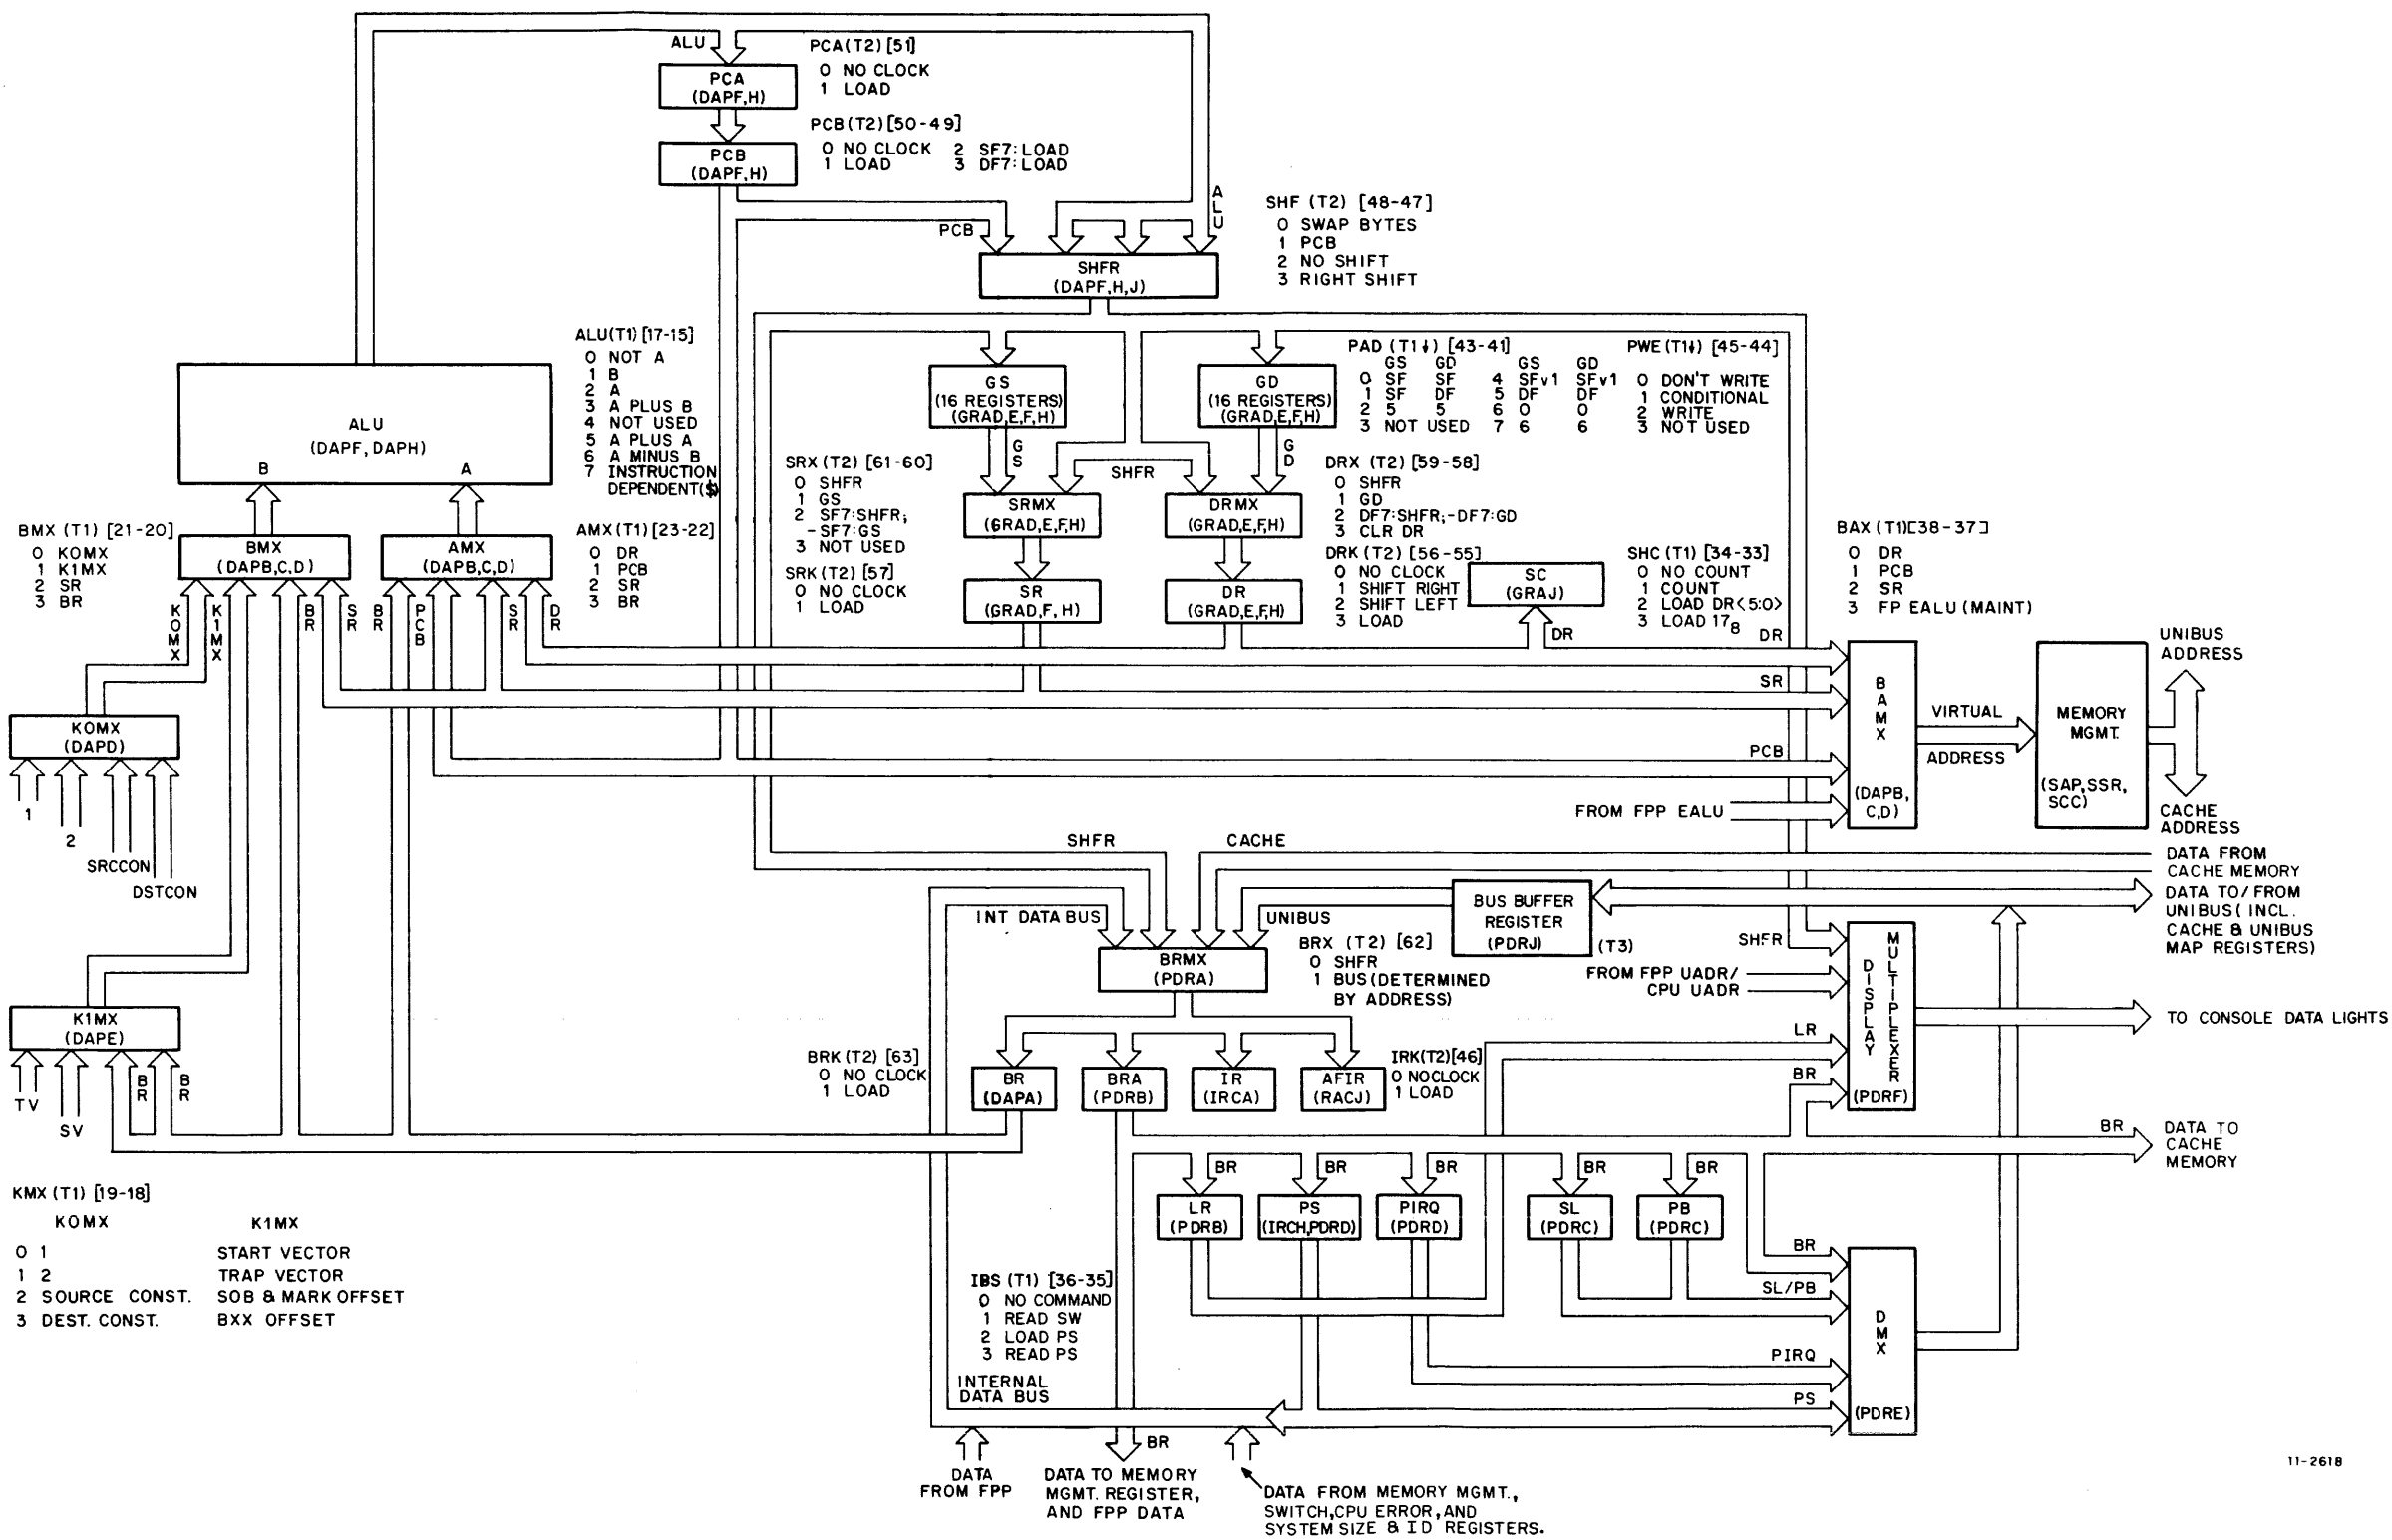 ALU
PCA(T2)[51]
0 NO CLOCK
1 LOAD
PCA
(DAPF,H)
PCB(T2)[50-49]
0 NO CLOCK 2 SF7:LOAD
1 LOAD 3 DF7:LOAD
PCB
(DAPF,H)
ALU
PCB
SHF (T2) [48-47]
0 SWAP BYTES
1 PCB
2 NO SHIFT
3 RIGHT SHIFT
SHFR
(DAPF,H,J)
ALU(T1)[17-15]
0 NOT A
1 B
2 A
3 A PLUS B
4 NOT USED
5 A PLUS A
6 A MINUS B
7 INSTRUCTION
DEPENDENT($)
ALU
(DAPF, DAPH)
B A
GS
(16 REGISTERS)
(GRAD,E,F,H)
GD
(16 REGISTERS)
(GRAD,E,F,H)
PAD (T1↓) [43-41]
GS GD GS GD
0 SF SF 4 SFv1 SFv1
1 SF DF 5 DF DF
2 5 5 6 0 0
3 NOT USED 7 6 6
PWE(T1↓) [45-44]
0 DON'T WRITE
1 CONDITIONAL
2 WRITE
3 NOT USED
SRX (T2) [61-60]
0 SHFR
1 GS
2 SF7:SHFR;
-SF7:GS
3 NOT USED
GS
SHFR
GD
DRX (T2) [59-58]
0 SHFR
1 GD
2 DF7:SHFR;-DF7:GD
3 CLR DR
SRMX
(GRAD,E,F,H)
DRMX
(GRAD,E,F,H)
BMX (T1) [21-20]
0 KOMX
1 K1MX
2 SR
3 BR
BMX
(DAPB,C,D)
AMX
(DAPB,C,D)
AMX(T1)[23-22]
0 DR
1 PCB
2 SR
3 BR
SRK (T2) [57]
0 NO CLOCK
1 LOAD
SR
(GRAD,F,H)
DR
(GRAD,E,F,H)
DRK (T2) [56-55]
0 NO CLOCK
1 SHIFT RIGHT
2 SHIFT LEFT
3 LOAD
SC
(GRAJ)
SHC (T1) [34-33]
0 NO COUNT
1 COUNT
2 LOAD DR<5:0>
3 LOAD 17₈
BAX (T1)[38-37]
0 DR
1 PCB
2 SR
3 FP EALU (MAINT)
KOMX
K1MX
BR
SR
BR
PCB
SR
DR
DR
DR
SR
PCB
FROM FPP EALU
BAMX
(DAPB,
C,D)
VIRTUAL
ADDRESS
MEMORY
MGMT.
(SAP,SSR,
SCC)
UNIBUS
ADDRESS
CACHE
ADDRESS
KOMX
(DAPD)
1
2
SRCCON
DSTCON
SHFR
CACHE
DATA FROM
CACHE MEMORY
INT DATA BUS
UNIBUS
BUS BUFFER
REGISTER
(PDRJ)
(T3)
DATA TO/FROM
UNIBUS (INCL.
CACHE & UNIBUS
MAP REGISTERS)
BRMX
(PDRA)
BRX (T2) [62]
0 SHFR
1 BUS (DETERMINED
BY ADDRESS)
SHFR
FROM FPP UADR/
CPU UADR
LR
BR
DISPLAY
MULTIPLEXER
(PDRF)
TO CONSOLE DATA LIGHTS
K1MX
(DAPE)
TV
SV
BR
BR
BRK(T2) [63]
0 NO CLOCK
1 LOAD
BR
(DAPA)
BRA
(PDRB)
IR
(IRCA)
AFIR
(RACJ)
IRK(T2)[46]
0 NOCLOCK
1 LOAD
BR
DATA TO
CACHE
MEMORY
BR
BR
BR
BR
BR
LR
(PDRB)
PS
(IRCH,PDRD)
PIRQ
(PDRD)
SL
(PDRC)
PB
(PDRC)
KMX (T1) [19-18]
KOMX K1MX
0 1 START VECTOR
1 2 TRAP VECTOR
2 SOURCE CONST. SOB & MARK OFFSET
3 DEST. CONST. BXX OFFSET
IBS (T1) [36-35]
0 NO COMMAND
1 READ SW
2 LOAD PS
3 READ PS
BR
SL/PB
PIRQ
PS
DMX
(PDRE)
INTERNAL
DATA BUS
BR
DATA
FROM FPP
DATA TO MEMORY
MGMT. REGISTER,
AND FPP DATA
DATA FROM MEMORY MGMT.,
SWITCH,CPU ERROR,AND
SYSTEM SIZE & ID REGISTERS.
11-2618